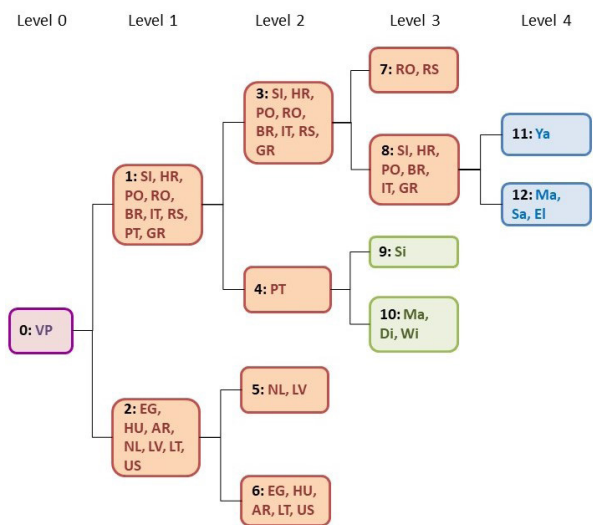 Level 0 Level 1 Level 2 Level 3 Level 4
0: VP
1: SI, HR,
PO, RO,
BR, IT, RS,
PT, GR
2: EG,
HU, AR,
NL, LV, LT,
US
3: SI, HR,
PO, RO,
BR, IT, RS,
GR
4: PT
5: NL, LV
6: EG, HU,
AR, LT, US
7: RO, RS
8: SI, HR,
PO, BR,
IT, GR
9: Si
10: Ma,
Di, Wi
11: Ya
12: Ma,
Sa, El